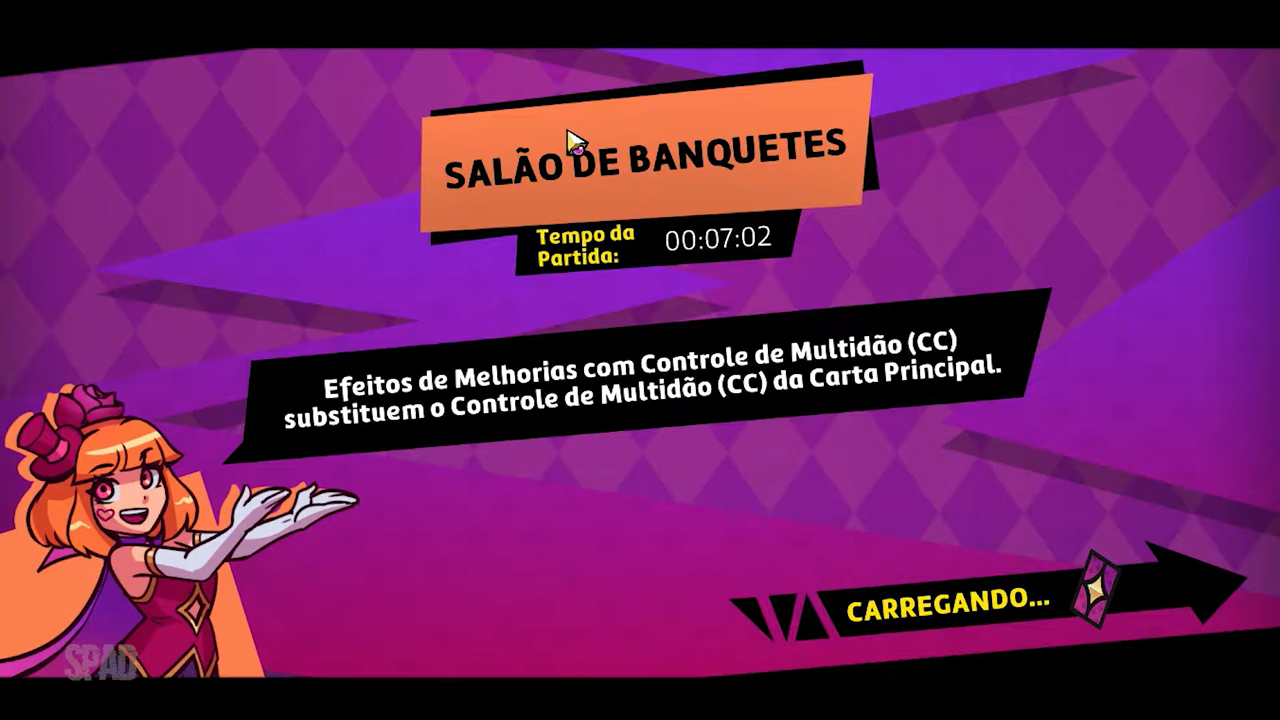 SALÃO DE BANQUETES
Tempo da
Partida:
00:07:02
Efeitos de Melhorias com Controle de Multidão (CC)
substituem o Controle de Multidão (CC) da Carta Principal.
CARREGANDO...
SPAD